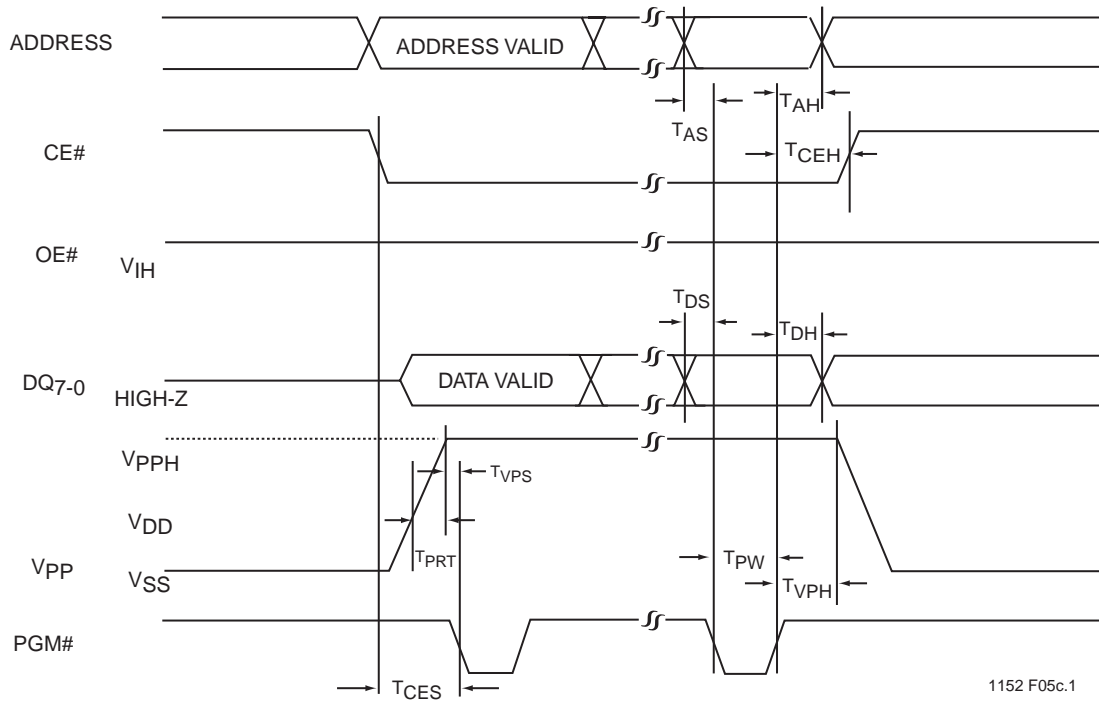 ADDRESS
ADDRESS VALID
TAH
TAS
CE#
TCEH
OE#
VIH
TDS
TDH
DQ7-0
DATA VALID
HIGH-Z
VPPH
TVPS
VDD
TPRT
TPW
VPP
VSS
TVPH
PGM#
TCES
1152 F05c.1